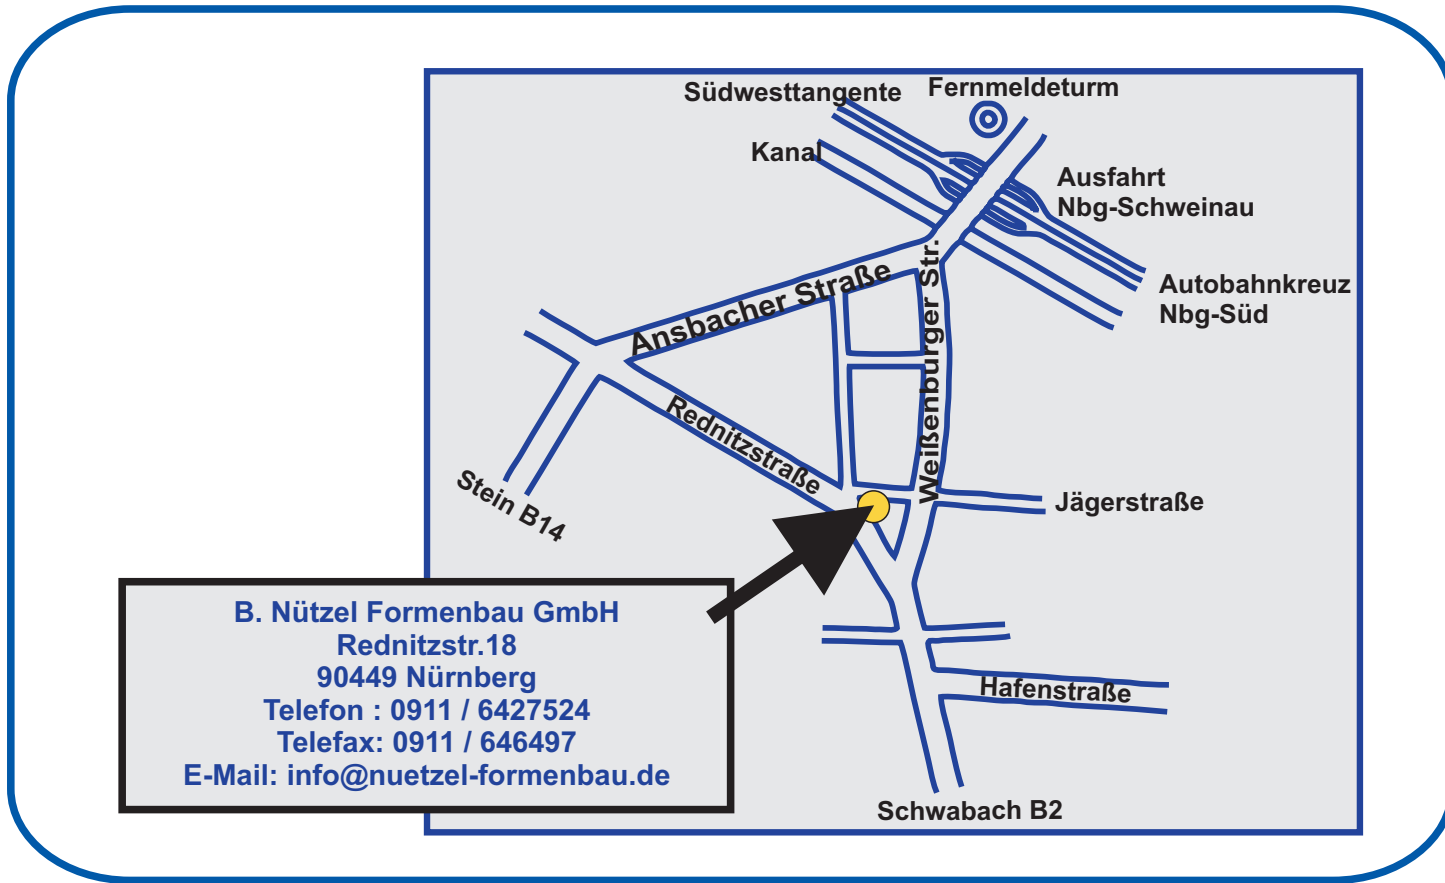 Südwesttangente
Fernmeldeturm
Kanal
Ausfahrt
Nbg-Schweinau
Autobahnkreuz
Nbg-Süd
Ansbacher Straße
Weißenburger Str.
Rednitzstraße
Stein B14
Jägerstraße
B. Nützel Formenbau GmbH
Rednitzstr.18
90449 Nürnberg
Telefon : 0911 / 6427524
Telefax: 0911 / 646497
E-Mail: info@nuetzel-formenbau.de
Hafenstraße
Schwabach B2